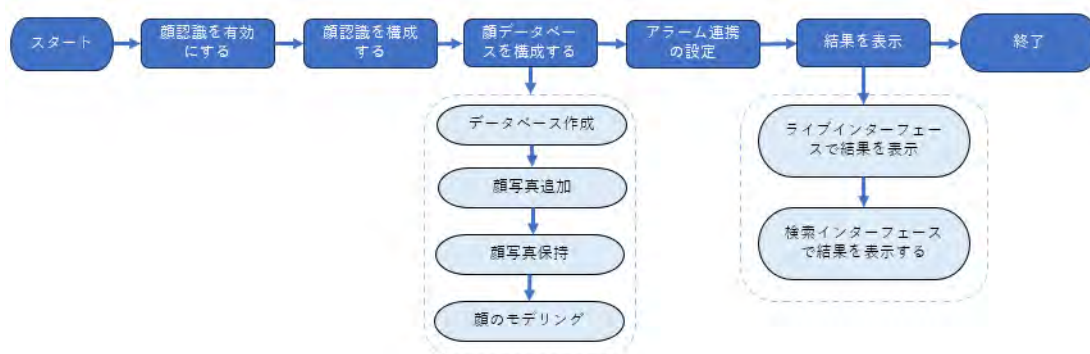 スタート
顔認識を有効
にする
顔認識を構成
する
顔データベー
スを構成する
アラーム連携
の設定
結果を表示
終了
データベース作成
顔写真追加
顔写真保持
顔のモデリング
ライブインターフェー
スで結果を表示
検索インターフェース
で結果を表示する